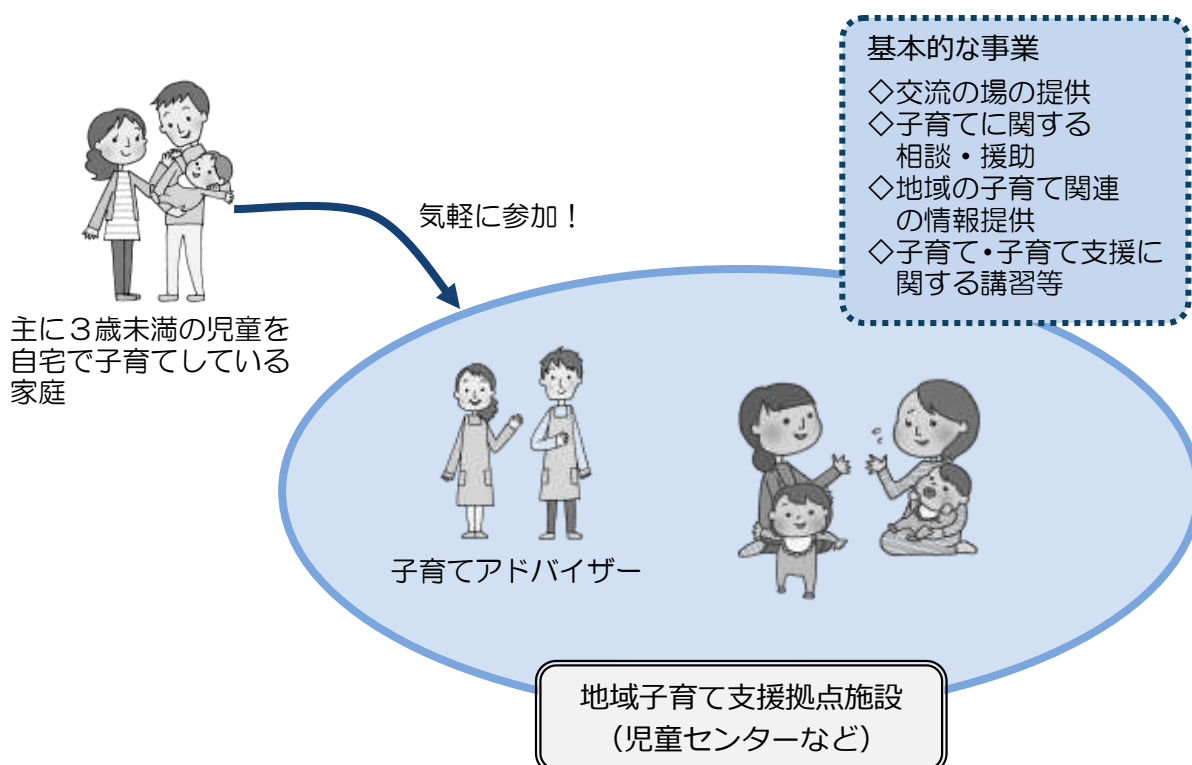 基本的な事業
◇交流の場の提供
◇子育てに関する
相談・援助
◇地域の子育て関連
の情報提供
◇子育て・子育て支援に
関する講習等
気軽に参加！
主に３歳未満の児童を
自宅で子育てしている
家庭
子育てアドバイザー
地域子育て支援拠点施設
（児童センターなど）